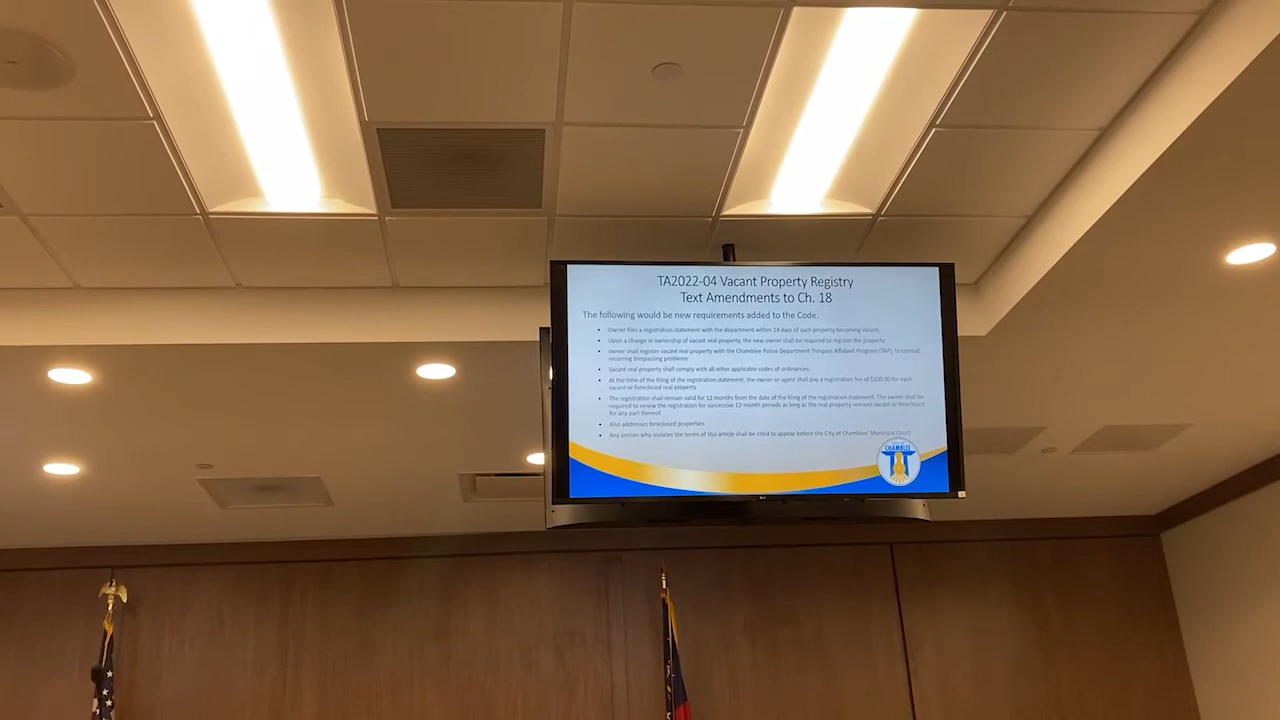 TA2022-04 Vacant Property Registry
Text Amendments to Ch. 18
The following would be new requirements added to the Code:
• Owner files a registration statement with the department within 14 days of such property becoming vacant.
• Upon a change in ownership of vacant real property, the new owner shall be required to register the property
• owner shall register vacant real property with the Chamblee Police Department Trespass Affidavit Program (TAP), to combat
recurring trespassing problems
• Vacant real property shall comply with all other applicable codes of ordinances.
• At the time of the filing of the registration statement, the owner or agent shall pay a registration fee of $100.00 for each
vacant or foreclosed real property
• The registration shall remain valid for 12 months from the date of the filing of the registration statement. The owner shall be
required to renew the registration for successive 12-month periods as long as the real property remains vacant or foreclosed
for any part thereof.
• Also addresses foreclosed properties
• Any person who violates the terms of this article shall be cited to appear before the City of Chamblee' Municipal Court
CITY OF
CHAMBLEE
LG